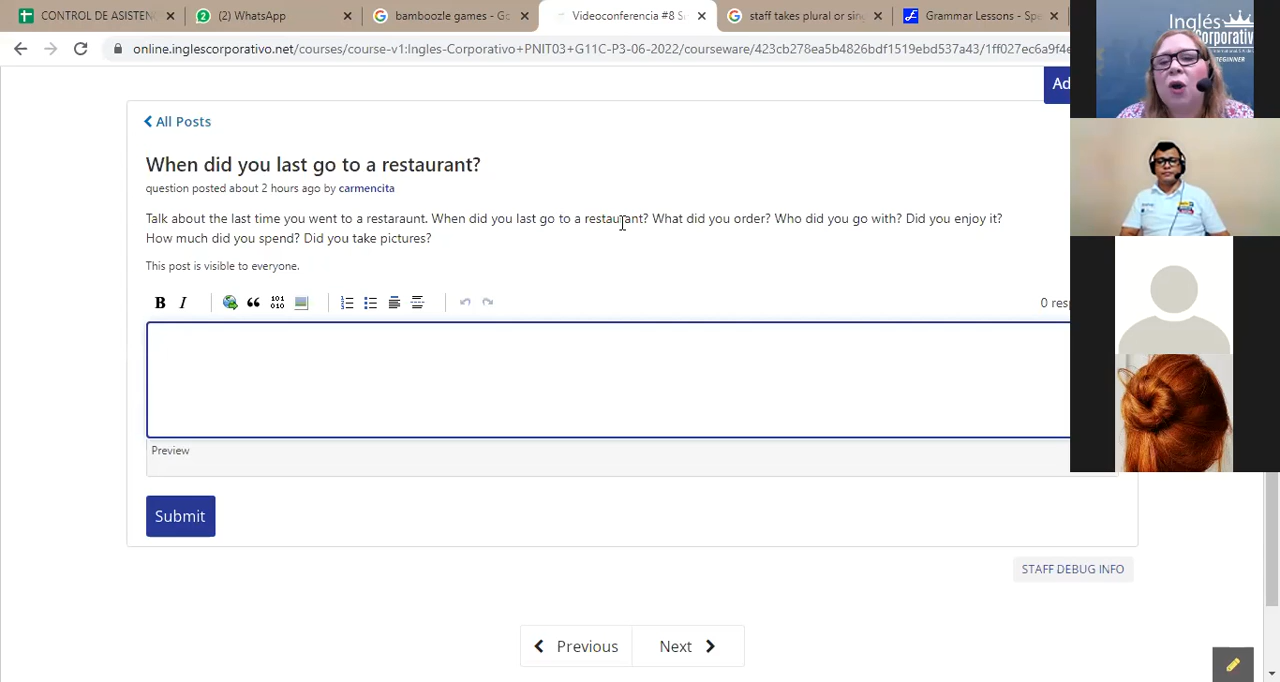 CONTROL DE ASISTEN
(2) WhatsApp
bamboozle games - Go
Videoconferencia #8 S
staff takes plural or sin
Grammar Lessons - Spe
online.inglescorporativo.net/courses/course-v1:Ingles-Corporativo+PNIT03+G11C-P3-06-2022/courseware/423cb278ea5b4826bdf1519ebd537a43/1ff027ec6a9f4e
Inglés
Corporativo
EGINNER
Ad
All Posts
When did you last go to a restaurant?
question posted about 2 hours ago by carmencita
Talk about the last time you went to a restaraunt. When did you last go to a restaurant? What did you order? Who did you go with? Did you enjoy it?
How much did you spend? Did you take pictures?
This post is visible to everyone.
B I
0 resp
Preview
Submit
STAFF DEBUG INFO
Previous Next